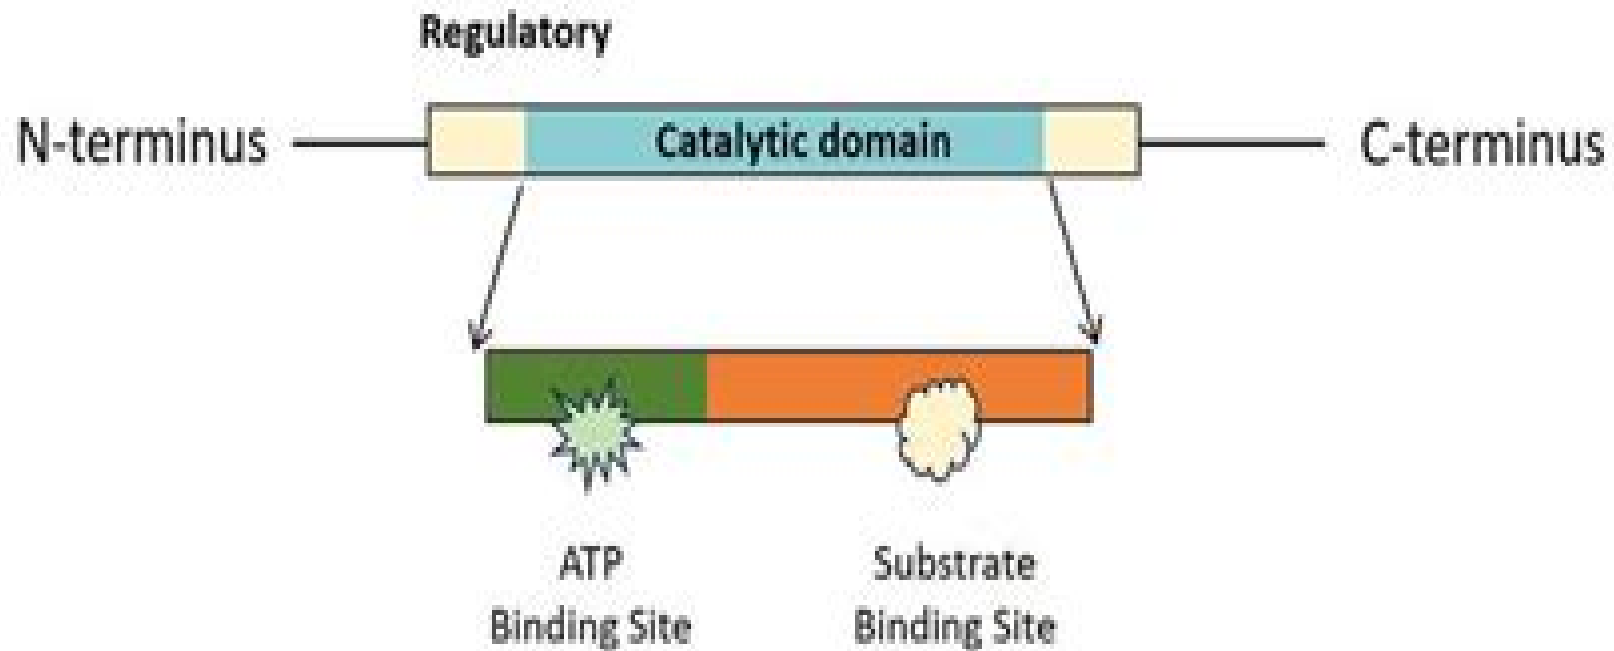 Regulatory
N-terminus
Catalytic domain
C-terminus
ATP
Binding Site
Substrate
Binding Site